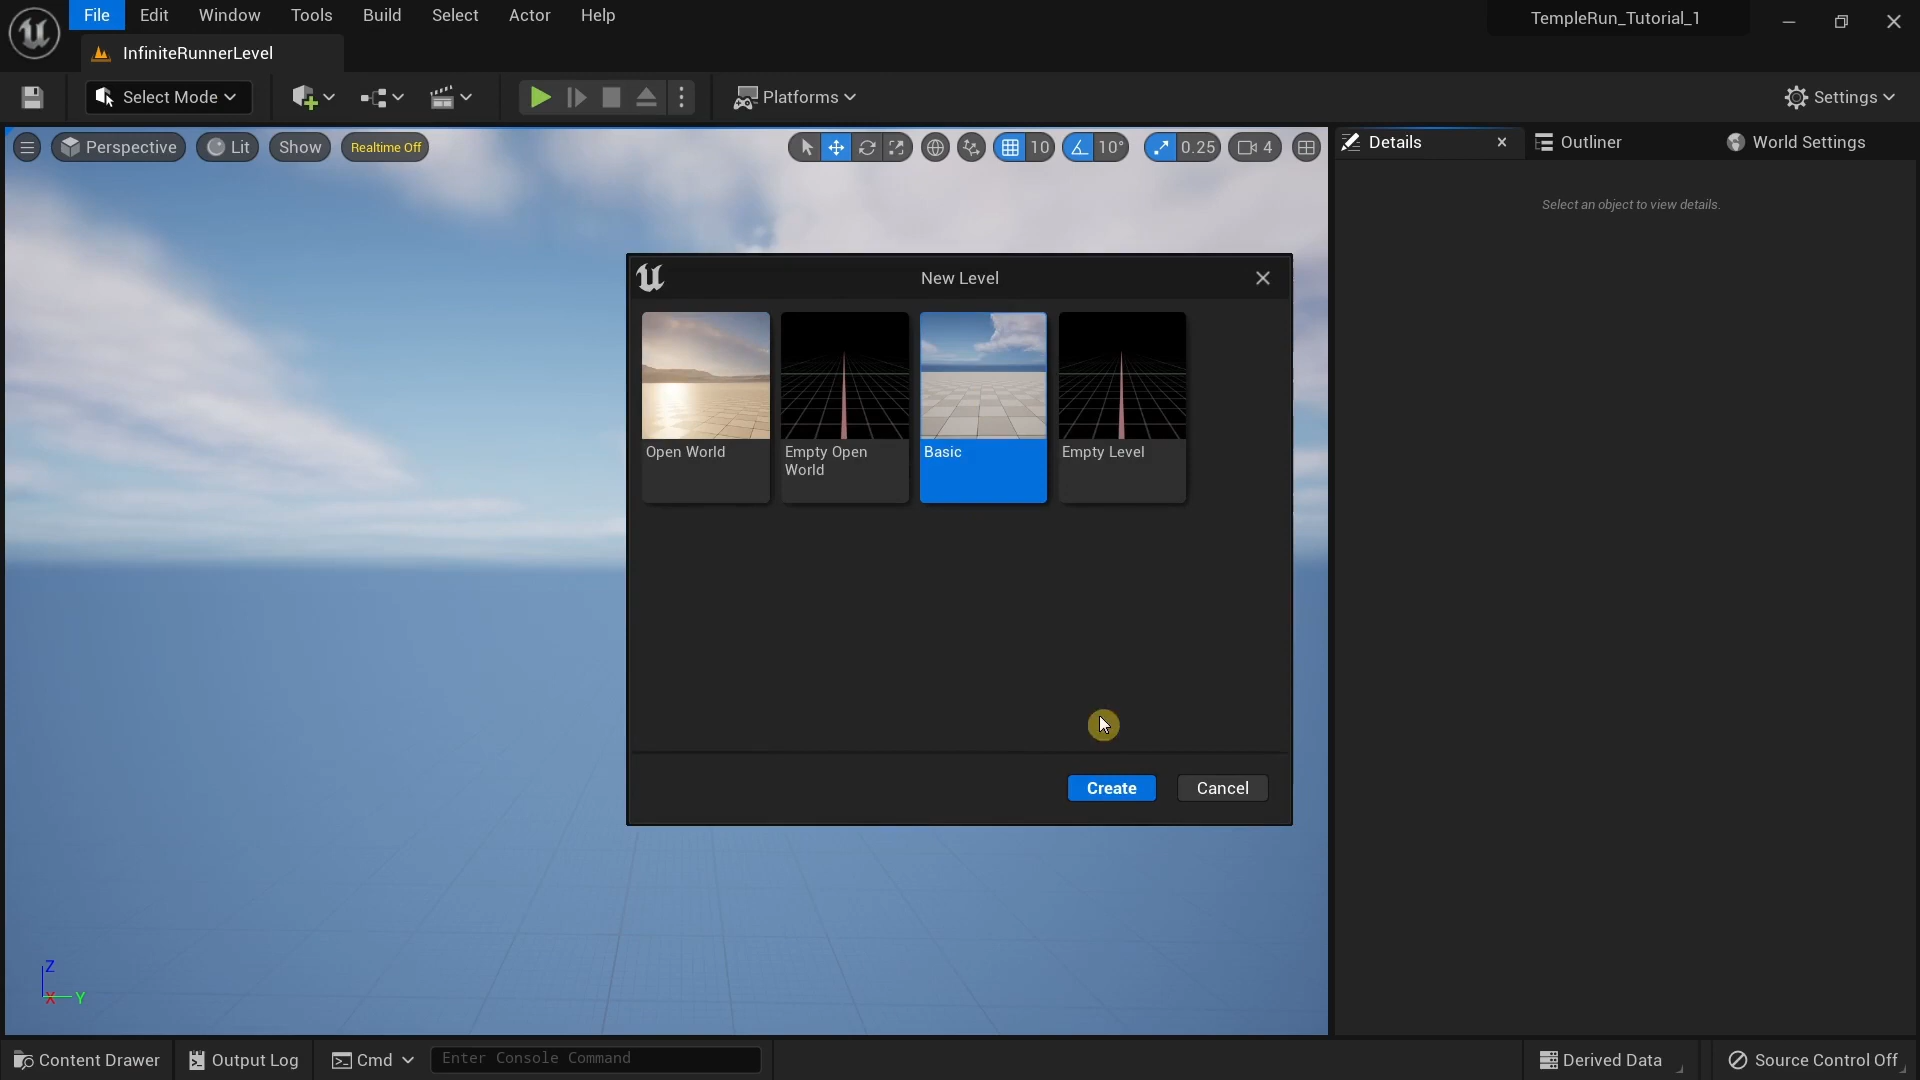 File Edit Window Tools Build Select Actor Help
TempleRun_Tutorial_1
InfiniteRunnerLevel
Select Mode
Platforms
Settings
Perspective Lit Show Realtime Off
10 10° 0.25 4
Details Outliner World Settings
Select an object to view details.
New Level
Open World
Empty Open
World
Basic
Empty Level
Create Cancel
Z
X Y
Content Drawer Output Log Cmd Enter Console Command
Derived Data Source Control Off